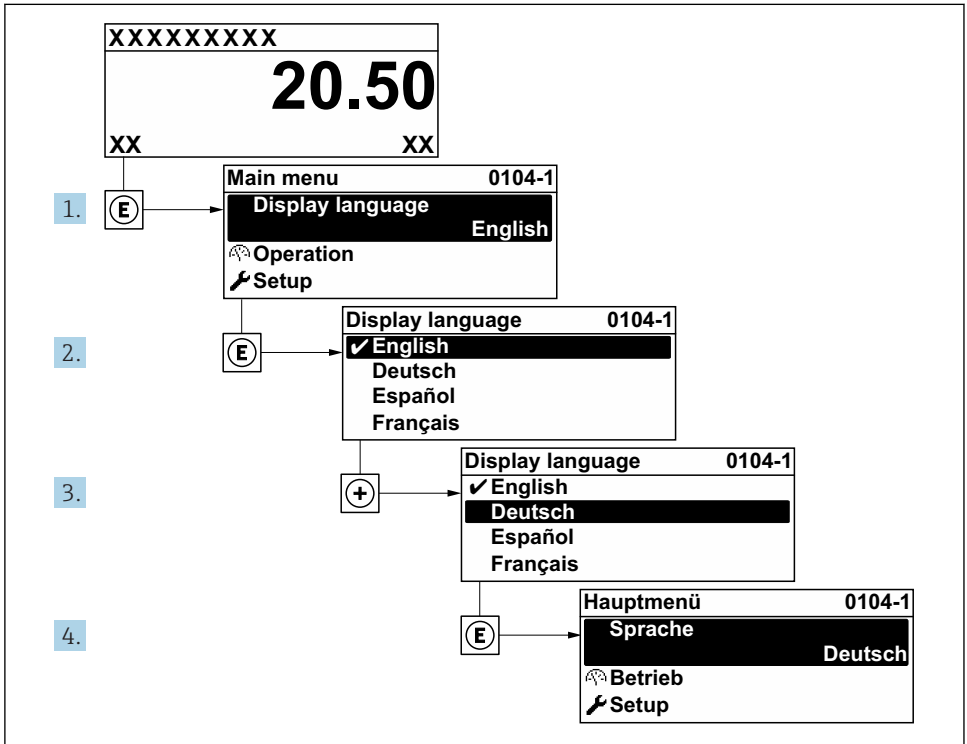 XXXXXXXXX
20.50
XX XX
1.
E
Main menu 0104-1
Display language
English
Operation
Setup
2.
E
Display language 0104-1
✔English
Deutsch
Español
Français
3.
+
Display language 0104-1
✔English
Deutsch
Español
Français
4.
E
Hauptmenü 0104-1
Sprache
Deutsch
Betrieb
Setup